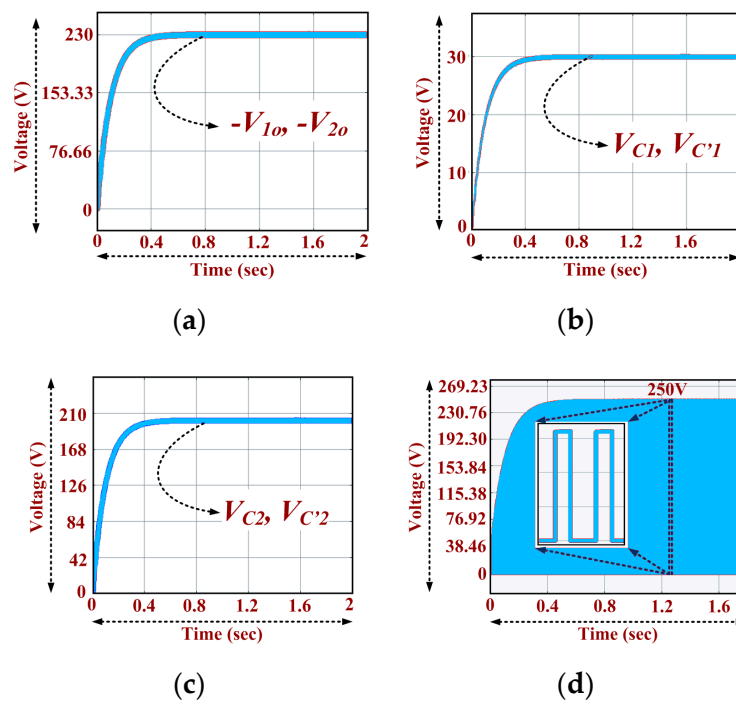 Voltage (V)
230
153.33
76.66
0
-V1o, -V2o
0 0.4 0.8 1.2 1.6 2
Time (sec)
(a)
Voltage (V)
30
20
10
0
VC1, VC'1
0 0.4 0.8 1.2 1.6
Time (sec)
(b)
Voltage (V)
210
168
126
84
42
0
VC2, VC'2
0 0.4 0.8 1.2 1.6 2
Time (sec)
(c)
Voltage (V)
269.23
230.76
192.30
153.84
115.38
76.92
38.46
0
250V
0 0.4 0.8 1.2 1.6
Time (sec)
(d)